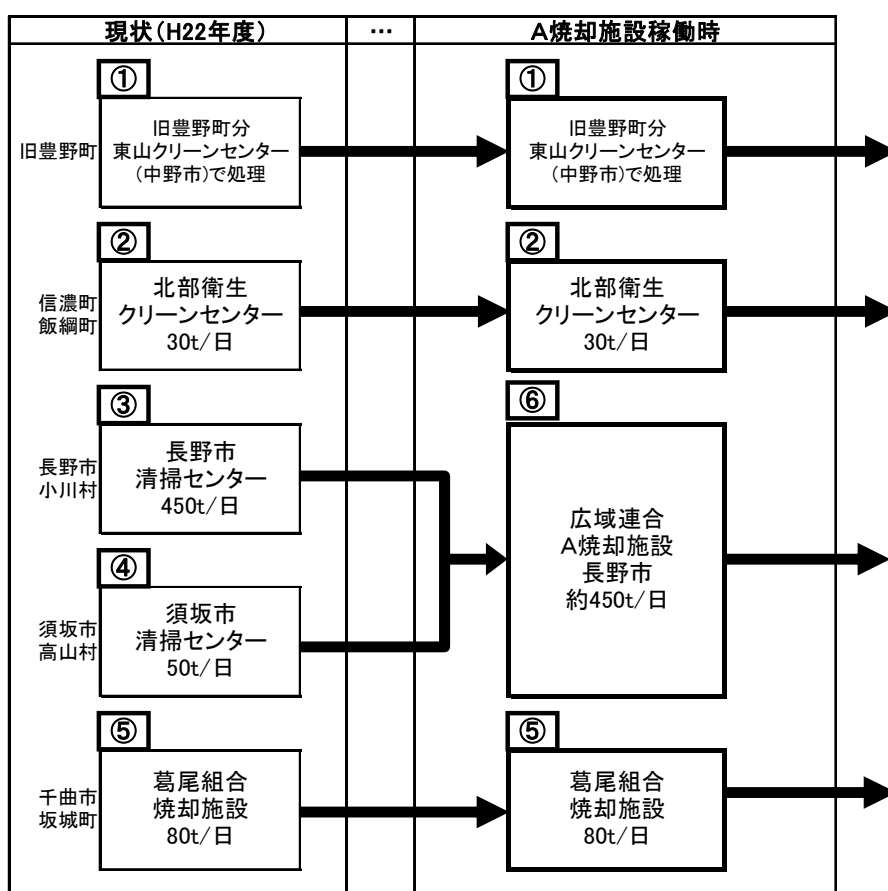 現状（H22年度）
…
A焼却施設稼働時
①
旧豊野町
旧豊野町分
東山クリーンセンター
（中野市）で処理
①
旧豊野町分
東山クリーンセンター
（中野市）で処理
②
信濃町
飯綱町
北部衛生
クリーンセンター
30t/日
②
北部衛生
クリーンセンター
30t/日
③
長野市
小川村
長野市
清掃センター
450t/日
④
須坂市
高山村
須坂市
清掃センター
50t/日
⑥
広域連合
A焼却施設
長野市
約450t/日
⑤
千曲市
坂城町
葛尾組合
焼却施設
80t/日
⑤
葛尾組合
焼却施設
80t/日